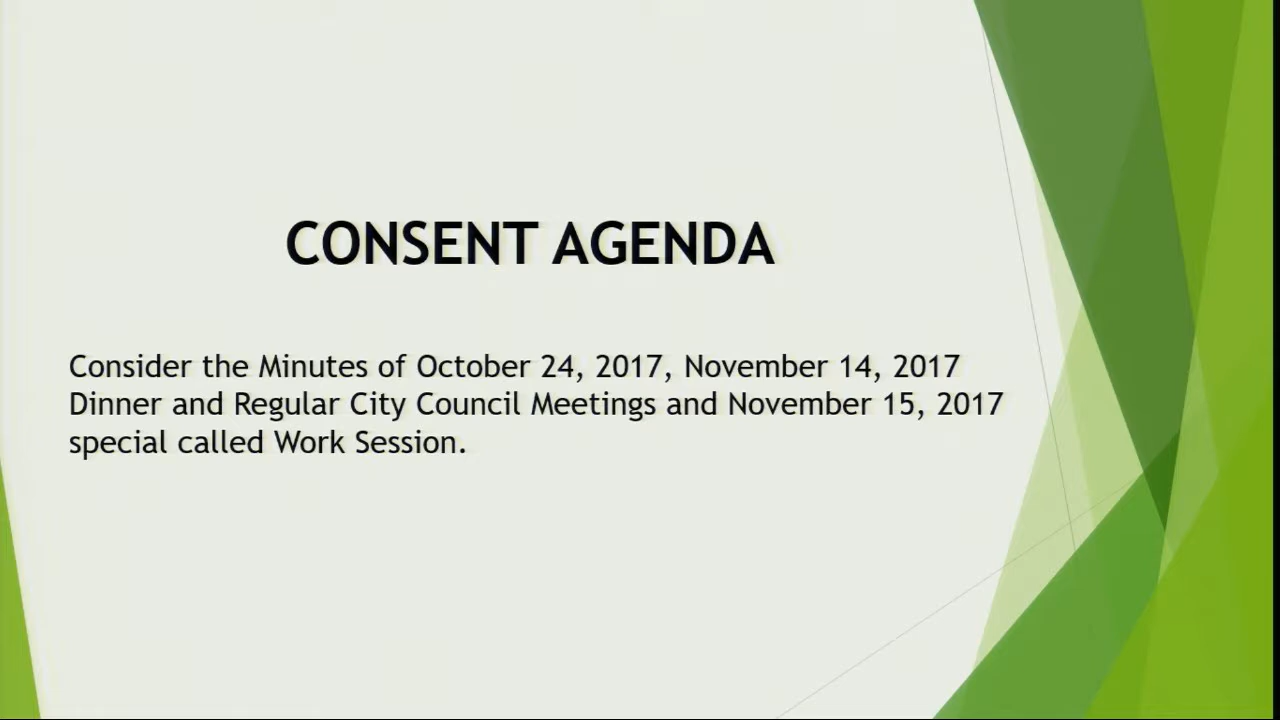 CONSENT AGENDA
Consider the Minutes of October 24, 2017, November 14, 2017
Dinner and Regular City Council Meetings and November 15, 2017
special called Work Session.